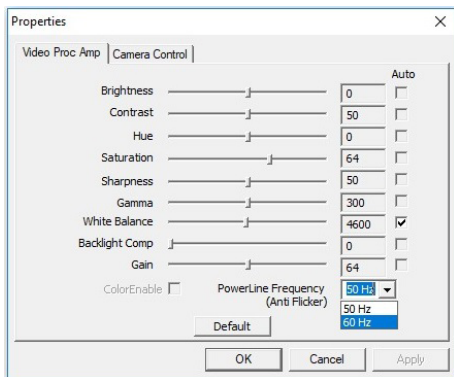 Properties
Video Proc Amp Camera Control
Auto
Brightness 0
Contrast 50
Hue 0
Saturation 64
Sharpness 50
Gamma 300
White Balance 4600
Backlight Comp 0
Gain 64
ColorEnable PowerLine Frequency 50 Hz
(Anti Flicker) 50 Hz
60 Hz
Default
OK Cancel Apply